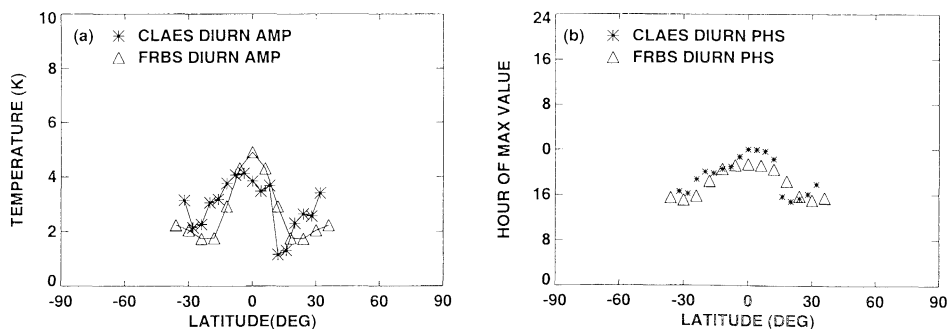 (a)
CLAES DIURN AMP
FRBS DIURN AMP
TEMPERATURE (K)
10
8
6
4
2
0
-90
-60
-30
0
30
60
90
LATITUDE(DEG)
(b)
CLAES DIURN PHS
FRBS DIURN PHS
HOUR OF MAX VALUE
24
16
8
0
16
8
0
-90
-60
-30
0
30
60
90
LATITUDE (DEG)